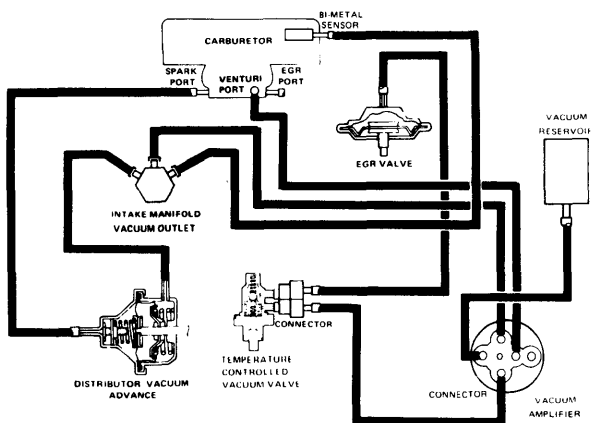 BI-METAL
SENSOR
CARBURETOR
SPARK
PORT
VENTURI
PORT
EGR
PORT
EGR VALVE
VACUUM
RESERVOIR
INTAKE MANIFOLD
VACUUM OUTLET
CONNECTOR
TEMPERATURE
CONTROLLED
VACUUM VALVE
DISTRIBUTOR VACUUM
ADVANCE
CONNECTOR
VACUUM
AMPLIFIER